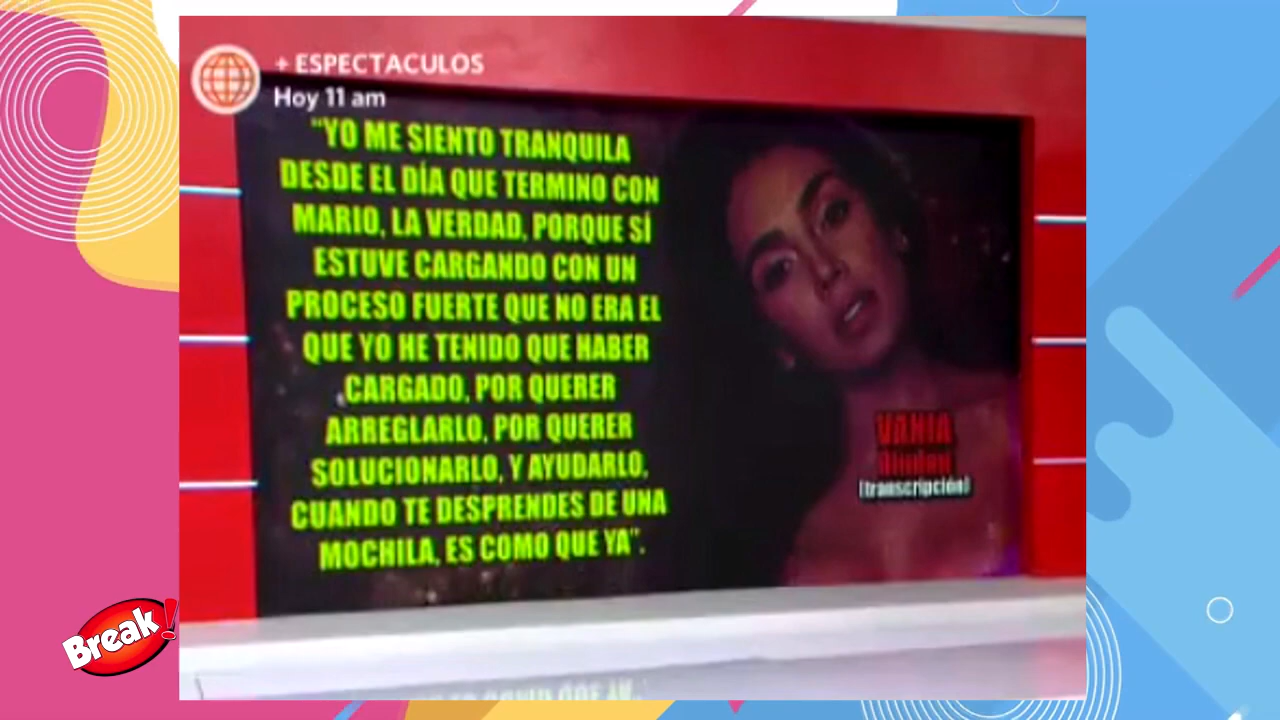 + ESPECTACULOS
Hoy 11 am
"YO ME SIENTO TRANQUILA
DESDE EL DÍA QUE TERMINO CON
MARIO, LA VERDAD, PORQUE SÍ
ESTUVE CARGANDO CON UN
PROCESO FUERTE QUE NO ERA EL
QUE YO HE TENIDO QUE HABER
CARGADO, POR QUERER
ARREGLARLO, POR QUERER
SOLUCIONARLO, Y AYUDARLO,
CUANDO TE DESPRENDES DE UNA
MOCHILA, ES COMO QUE YA".
VANIA
(transcripción)
Break!